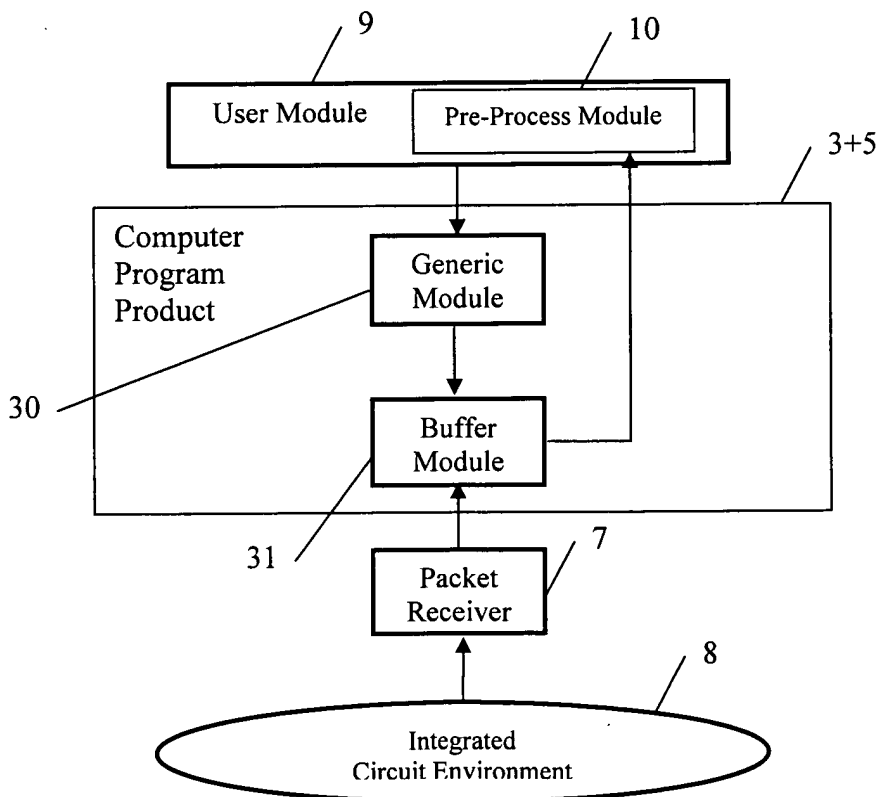 9
10
User Module
Pre-Process Module
3+5
Computer
Program
Product
Generic
Module
30
Buffer
Module
31
7
Packet
Receiver
8
Integrated
Circuit Environment